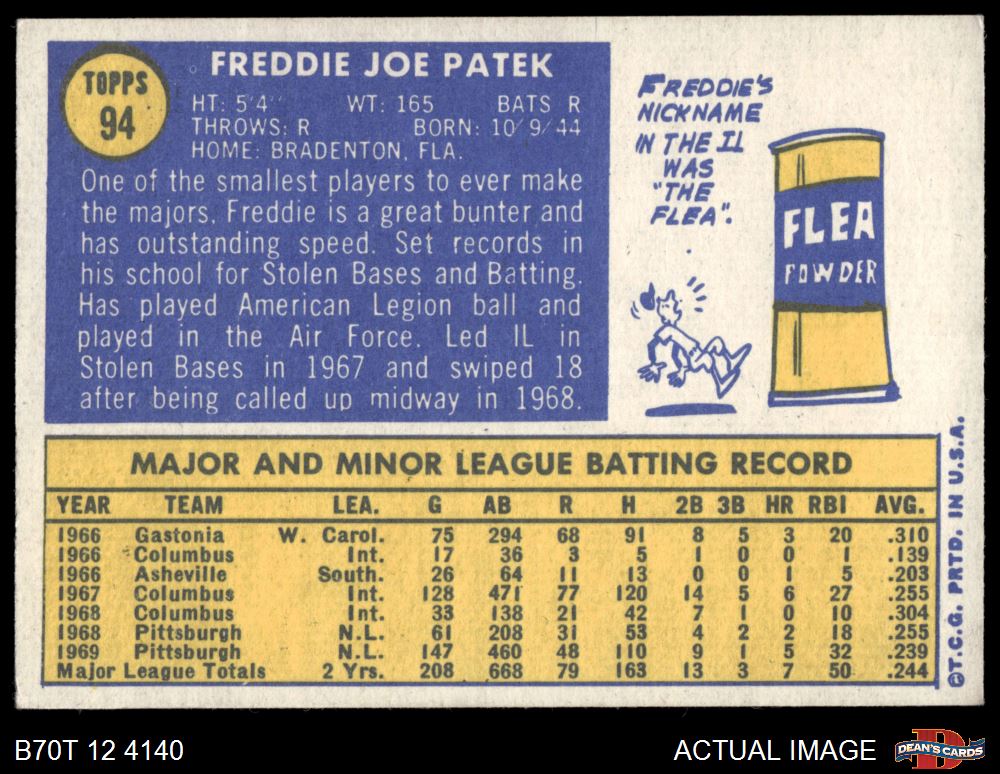 TOPPS
94
FREDDIE JOE PATEK
HT: 5'4" WT: 165 BATS R
THROWS: R BORN: 10/9/44
HOME: BRADENTON, FLA.
One of the smallest players to ever make
the majors, Freddie is a great bunter and
has outstanding speed. Set records in
his school for Stolen Bases and Batting.
Has played American Legion ball and
played in the Air Force. Led IL in
Stolen Bases in 1967 and swiped 18
after being called up midway in 1968.
FREDDIE'S
NICKNAME
IN THE IL
WAS
"THE
FLEA".
FLEA
POWDER
MAJOR AND MINOR LEAGUE BATTING RECORD
YEAR TEAM LEA. G AB R H 2B 3B HR RBI AVG.
1966 Gastonia W. Carol. 75 294 68 91 8 5 3 20 .310
1966 Columbus Int. 17 36 3 5 1 0 0 1 .139
1966 Asheville South. 26 64 11 13 0 0 1 5 .203
1967 Columbus Int. 128 471 77 120 14 5 6 27 .255
1968 Columbus Int. 33 138 21 42 7 1 0 10 .304
1968 Pittsburgh N.L. 61 208 31 53 4 2 2 18 .255
1969 Pittsburgh N.L. 147 460 48 110 9 1 5 32 .239
Major League Totals 2 Yrs. 208 668 79 163 13 3 7 50 .244
©T.C.G. PRTD. IN U.S.A.
B70T 12 4140
ACTUAL IMAGE
DEAN'S CARDS